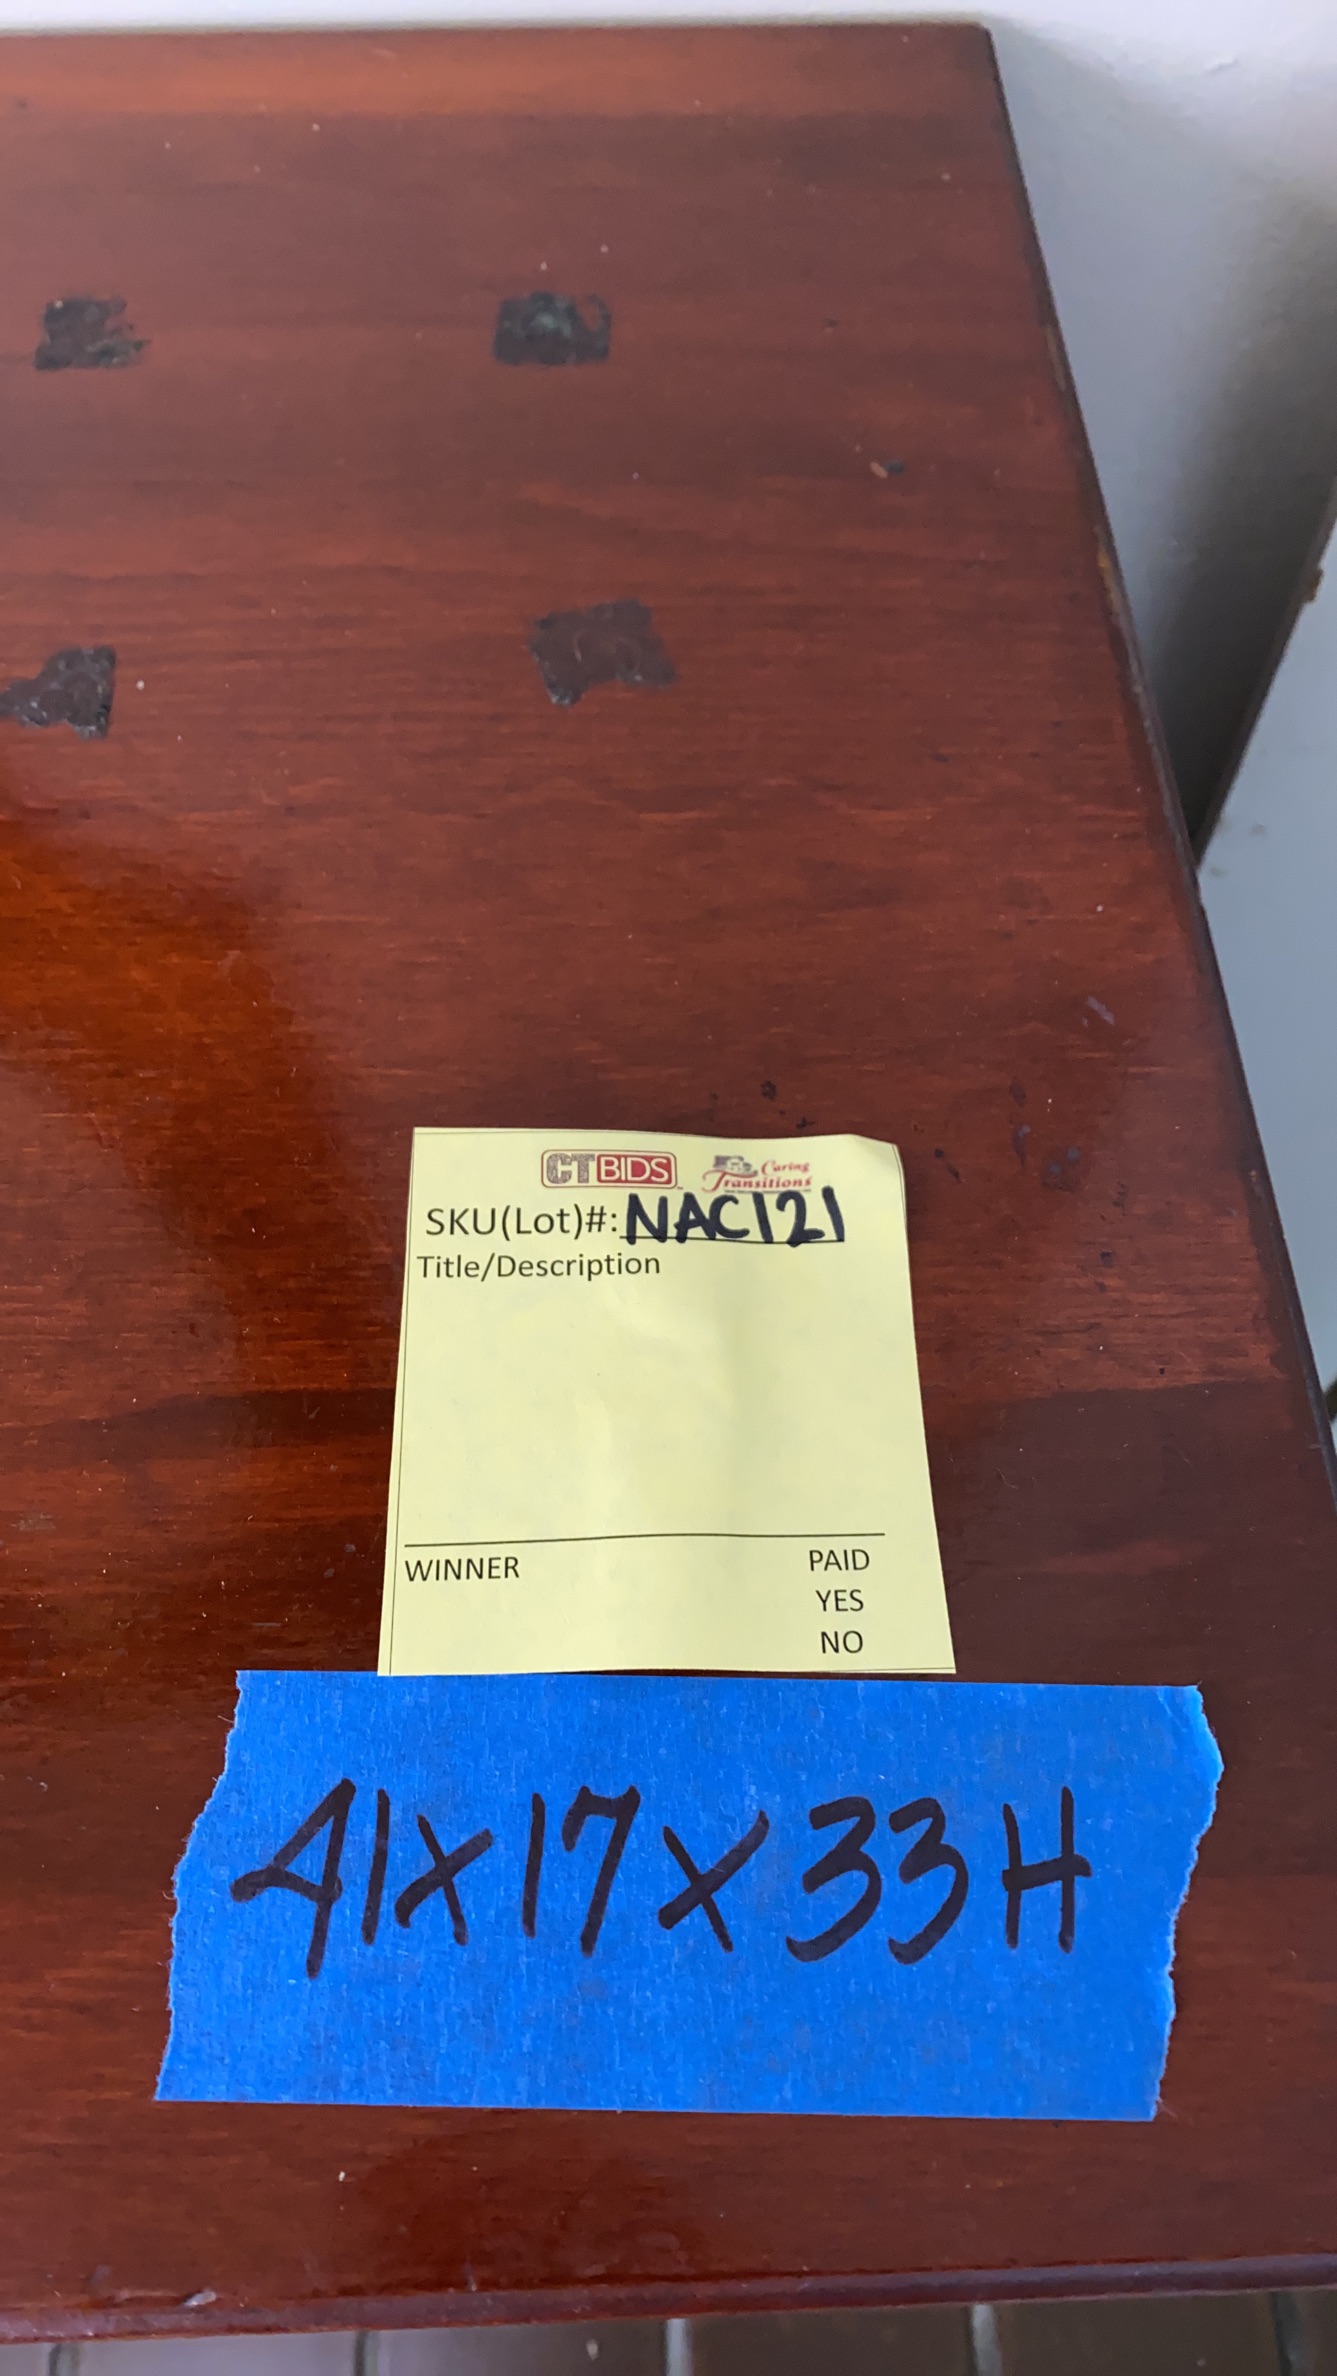 CTBIDS Caring Transitions
SKU(Lot)#: NAC121
Title/Description
WINNER PAID
YES
NO
41x17x33H